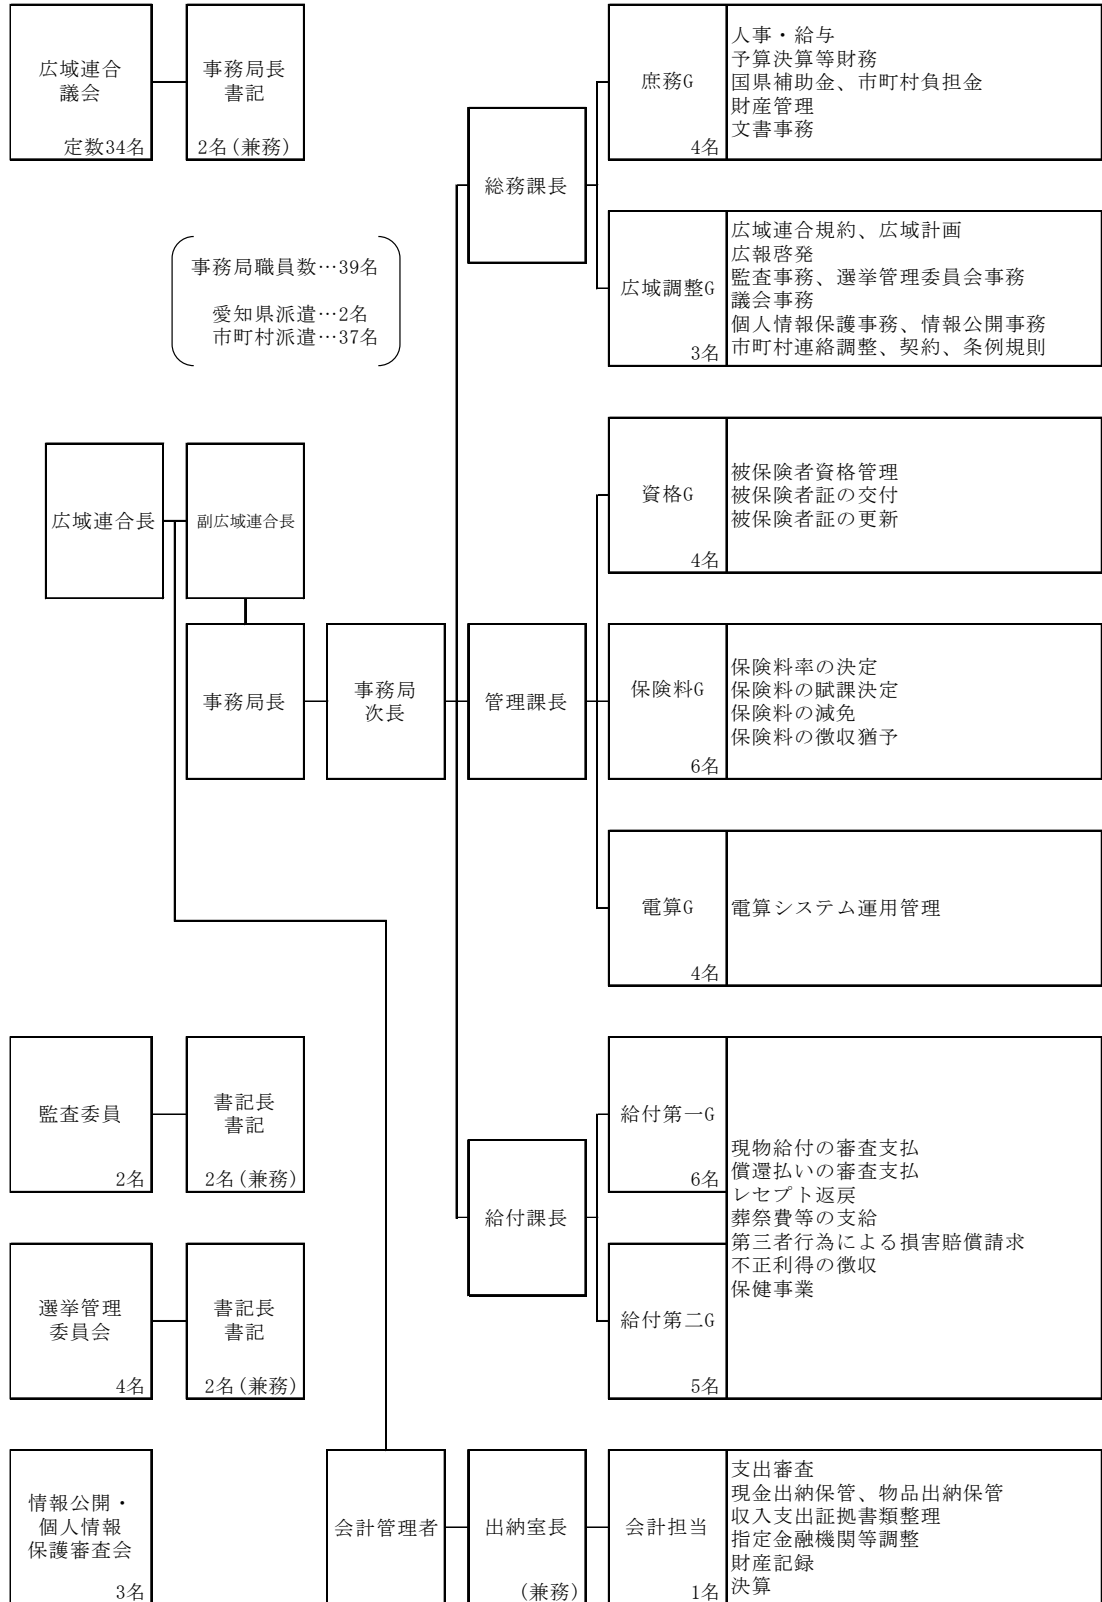 広域連合
議会
定数34名
事務局長
書記
2名(兼務)
事務局職員数…39名
愛知県派遣…2名
市町村派遣…37名
総務課長
庶務G
4名
人事・給与
予算決算等財務
国県補助金、市町村負担金
財産管理
文書事務
広域調整G
3名
広域連合規約、広域計画
広報啓発
監査事務、選挙管理委員会事務
議会事務
個人情報保護事務、情報公開事務
市町村連絡調整、契約、条例規則
広域連合長
副広域連合長
事務局長
事務局
次長
管理課長
資格G
4名
被保険者資格管理
被保険者証の交付
被保険者証の更新
保険料G
6名
保険料率の決定
保険料の賦課決定
保険料の減免
保険料の徴収猶予
電算G
4名
電算システム運用管理
監査委員
2名
書記長
書記
2名(兼務)
選挙管理
委員会
4名
書記長
書記
2名(兼務)
給付課長
給付第一G
6名
給付第二G
5名
現物給付の審査支払
償還払いの審査支払
レセプト返戻
葬祭費等の支給
第三者行為による損害賠償請求
不正利得の徴収
保健事業
情報公開・
個人情報
保護審査会
3名
会計管理者
出納室長
(兼務)
会計担当
1名
支出審査
現金出納保管、物品出納保管
収入支出証拠書類整理
指定金融機関等調整
財産記録
決算